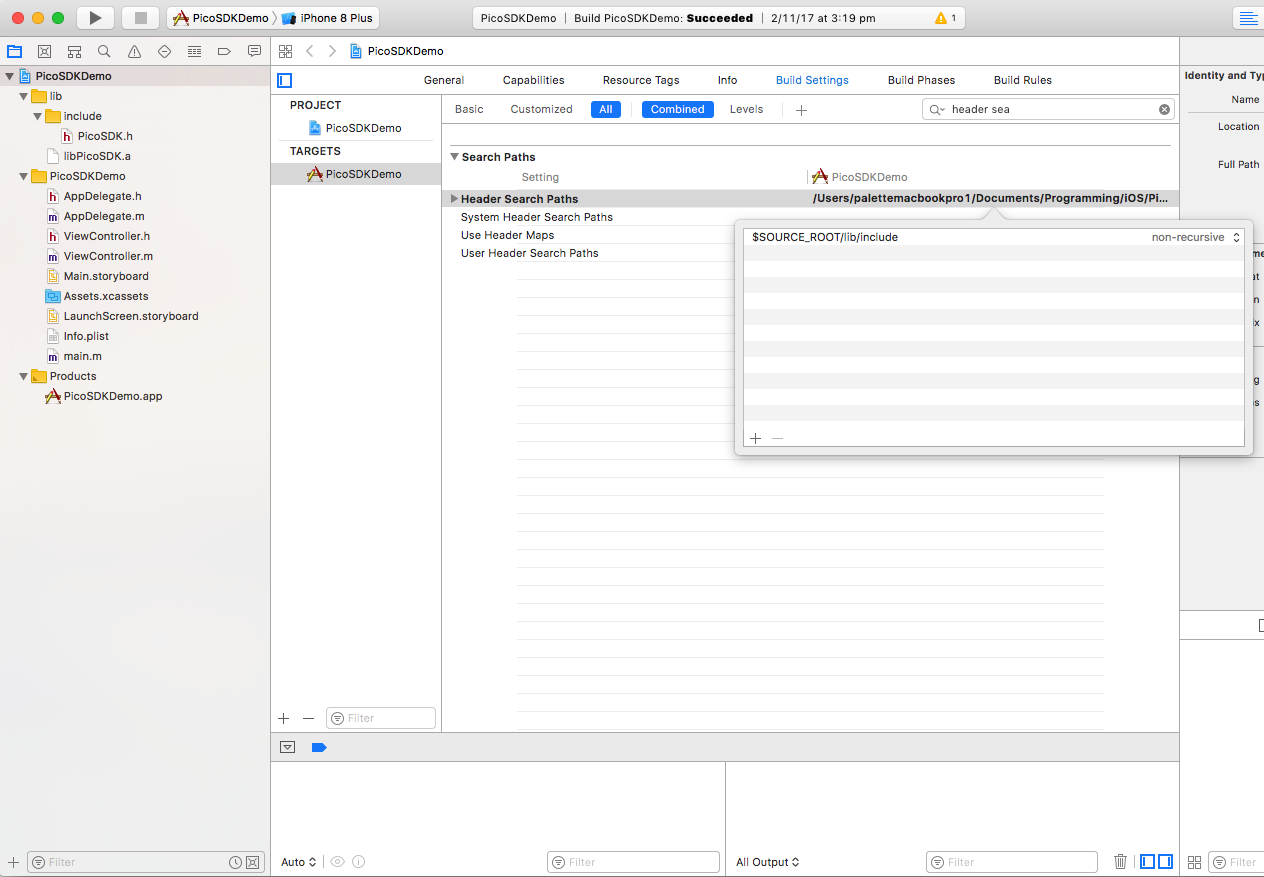 PicoSDKDemo iPhone 8 Plus PicoSDKDemo Build PicoSDKDemo: Succeeded 2/11/17 at 3:19 pm 1
PicoSDKDemo
PicoSDKDemo
lib
include
h PicoSDK.h
libPicoSDK.a
PicoSDKDemo
h AppDelegate.h
m AppDelegate.m
h ViewController.h
m ViewController.m
Main.storyboard
Assets.xcassets
LaunchScreen.storyboard
Info.plist
m main.m
Products
PicoSDKDemo.app
Filter
General Capabilities Resource Tags Info Build Settings Build Phases Build Rules
PROJECT
PicoSDKDemo
TARGETS
PicoSDKDemo
Filter
Basic Customized All Combined Levels header sea
Search Paths
Setting PicoSDKDemo
Header Search Paths /Users/palettemacbookpro1/Documents/Programming/iOS/Pi...
System Header Search Paths
Use Header Maps
User Header Search Paths
$SOURCE_ROOT/lib/include non-recursive
Auto Filter
All Output Filter
Identity and Typ
Name
Location
Full Path
me
at
n
x
g
s
Filter